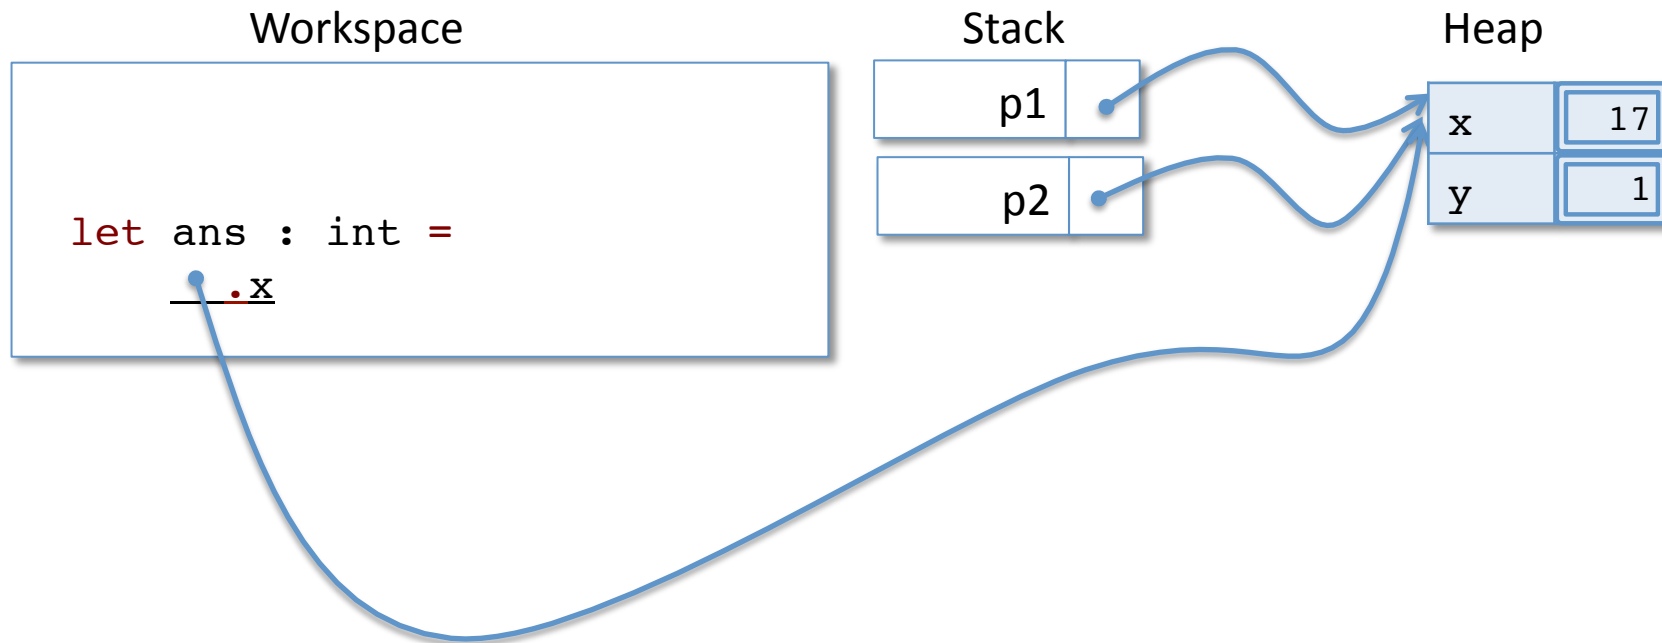 Workspace
Stack
Heap
p1
x 17
p2
y 1
let ans : int =
.x